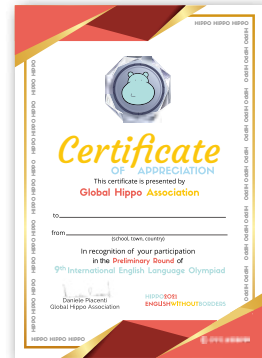 HIPPO HIPPO HIPPO
Certificate
OF APPRECIATION
This certificate is presented by
Global Hippo Association
to
from
(school, town, country)
In recognition of your participation
in the Preliminary Round of
9th International English Language Olympiad
Daniele Piacenti
Global Hippo Association
HIPPO2021
ENGLISHWITHOUTBORDERS
HIPPO HIPPO HIPPO